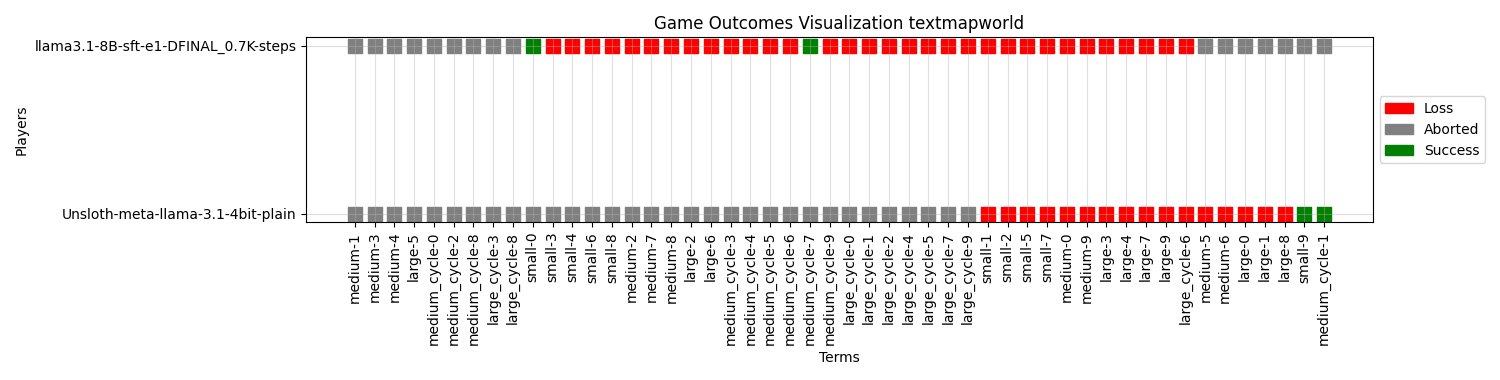 Game Outcomes Visualization textmapworld
Players
llama3.1-8B-sft-e1-DFINAL_0.7K-steps
Unsloth-meta-llama-3.1-4bit-plain
Loss
Aborted
Success
medium-1
medium-3
medium-4
large-5
medium_cycle-0
medium_cycle-2
medium_cycle-8
large_cycle-3
large_cycle-8
small-0
small-3
small-4
small-6
small-8
medium-2
medium-7
medium-8
large-2
large-6
medium_cycle-3
medium_cycle-4
medium_cycle-5
medium_cycle-6
medium_cycle-7
medium_cycle-9
large_cycle-0
large_cycle-1
large_cycle-2
large_cycle-4
large_cycle-5
large_cycle-7
large_cycle-9
small-1
small-2
small-5
small-7
medium-0
medium-9
large-3
large-4
large-7
large-9
large_cycle-6
medium-5
medium-6
large-0
large-1
large-8
small-9
medium_cycle-1
Terms